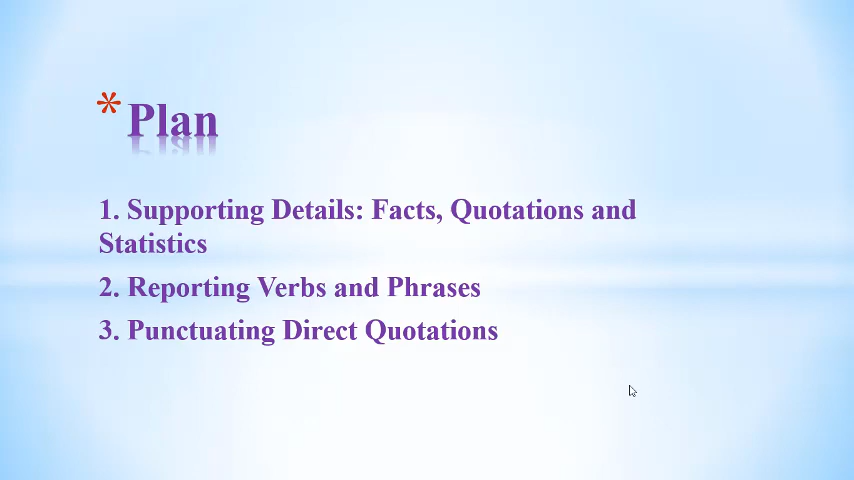 * Plan
1. Supporting Details: Facts, Quotations and
Statistics
2. Reporting Verbs and Phrases
3. Punctuating Direct Quotations